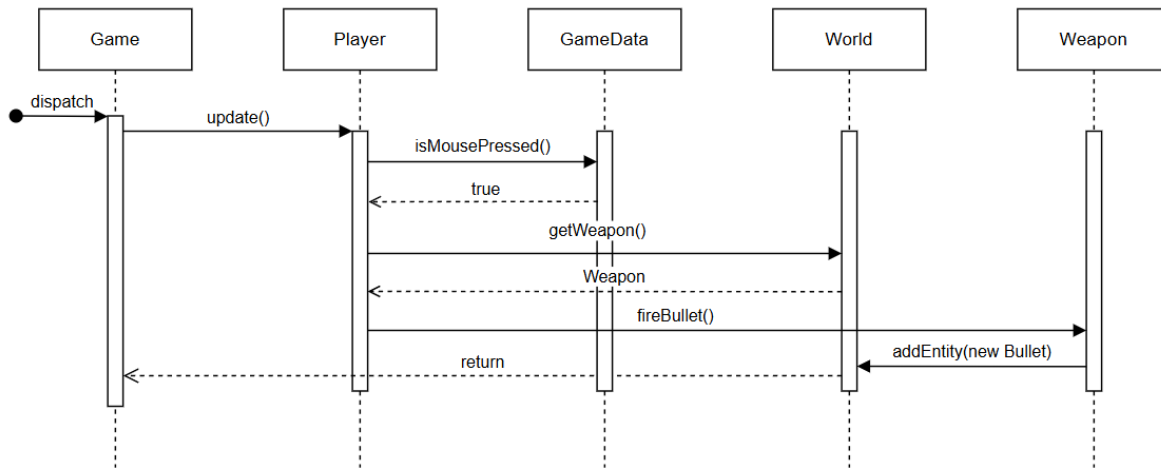 Game
Player
GameData
World
Weapon
dispatch
update()
isMousePressed()
true
getWeapon()
Weapon
fireBullet()
addEntity(new Bullet)
return